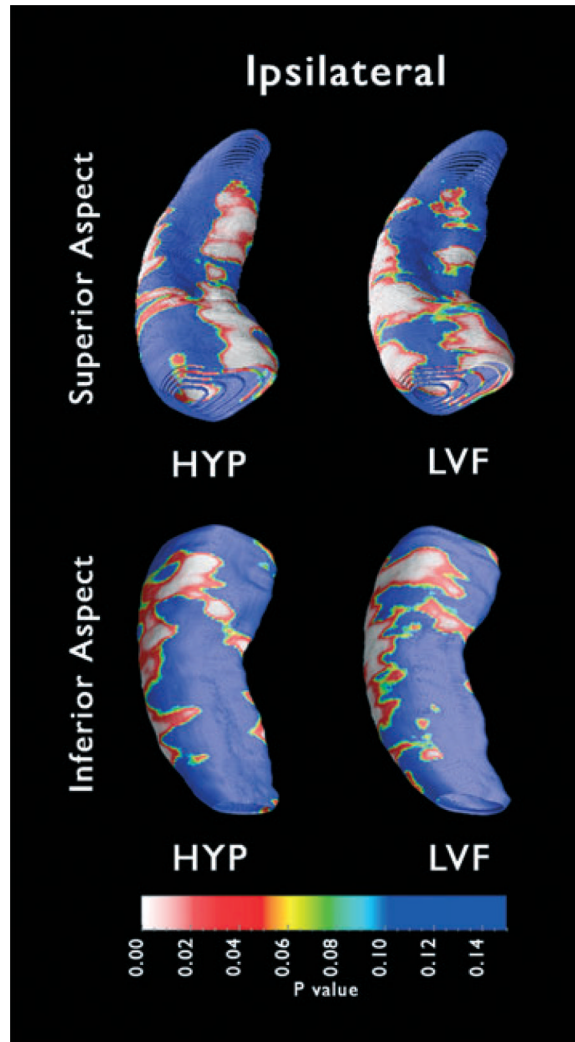 Ipsilateral
Superior Aspect
HYP LVF
Inferior Aspect
HYP LVF
0.00 0.02 0.04 0.06 0.08 0.10 0.12 0.14
P value